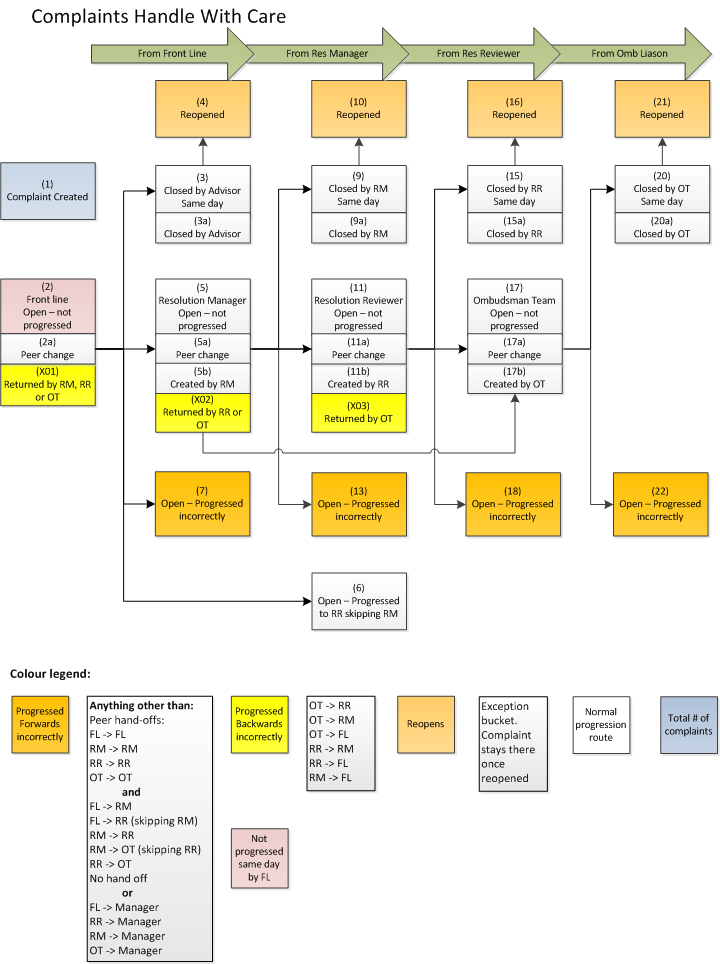 Complaints Handle With Care
From Front Line
From Res Manager
From Res Reviewer
From Omb Liason
(4)
Reopened
(10)
Reopened
(16)
Reopened
(21)
Reopened
(1)
Complaint Created
(3)
Closed by Advisor
Same day
(3a)
Closed by Advisor
(9)
Closed by RM
Same day
(9a)
Closed by RM
(15)
Closed by RR
Same day
(15a)
Closed by RR
(20)
Closed by OT
Same day
(20a)
Closed by OT
(2)
Front line
Open – not
progressed
(2a)
Peer change
(X01)
Returned by RM, RR
or OT
(5)
Resolution Manager
Open – not
progressed
(5a)
Peer change
(5b)
Created by RM
(X02)
Returned by RR or
OT
(11)
Resolution Reviewer
Open – not
progressed
(11a)
Peer change
(11b)
Created by RR
(X03)
Returned by OT
(17)
Ombudsman Team
Open – not
progressed
(17a)
Peer change
(17b)
Created by OT
(7)
Open – Progressed
incorrectly
(13)
Open – Progressed
incorrectly
(18)
Open – Progressed
incorrectly
(22)
Open – Progressed
incorrectly
(6)
Open – Progressed
to RR skipping RM
Colour legend:
Progressed
Forwards
incorrectly
Anything other than:
Peer hand-offs:
FL -> FL
RM -> RM
RR -> RR
OT -> OT
and
FL -> RM
FL -> RR (skipping RM)
RM -> RR
RM -> OT (skipping RR)
RR -> OT
No hand off
or
FL -> Manager
RR -> Manager
RM -> Manager
OT -> Manager
Progressed
Backwards
incorrectly
OT -> RR
OT -> RM
OT -> FL
RR -> RM
RR -> FL
RM -> FL
Reopens
Exception
bucket.
Complaint
stays there
once
reopened
Normal
progression
route
Total # of
complaints
Not
progressed
same day
by FL